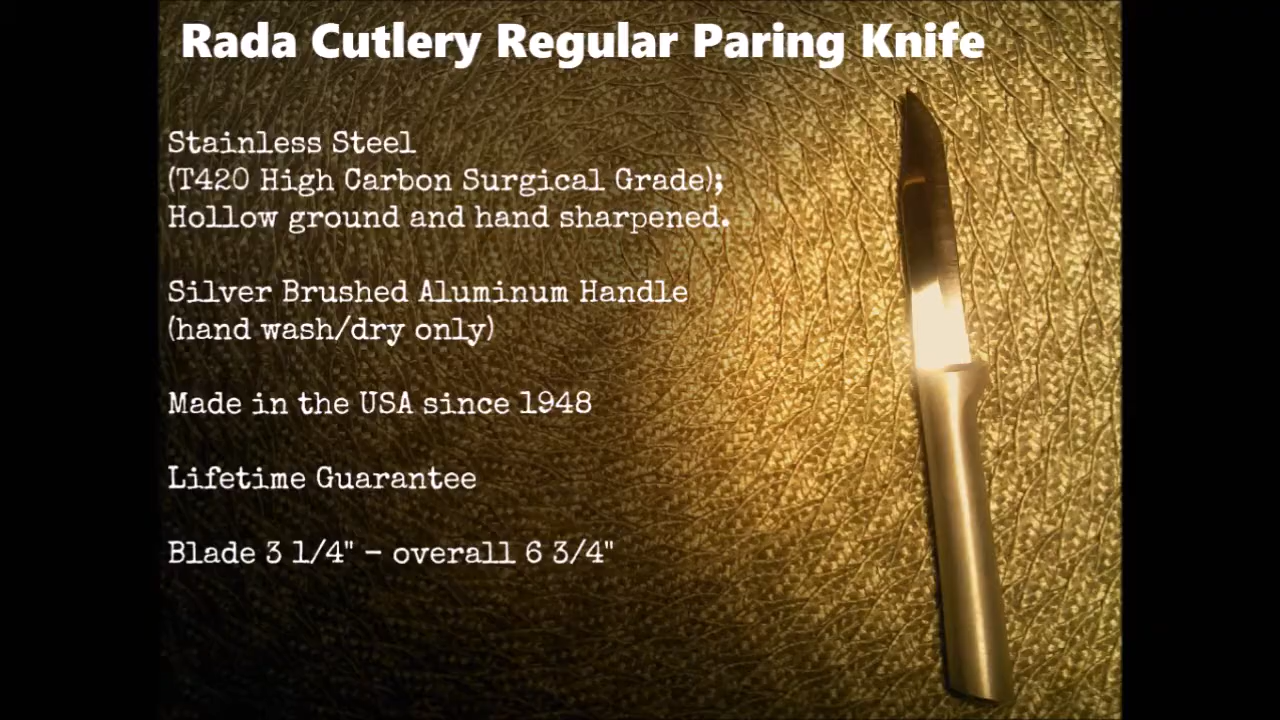 Rada Cutlery Regular Paring Knife
Stainless Steel
(T420 High Carbon Surgical Grade);
Hollow ground and hand sharpened.
Silver Brushed Aluminum Handle
(hand wash/dry only)
Made in the USA since 1948
Lifetime Guarantee
Blade 3 1/4" - overall 6 3/4"